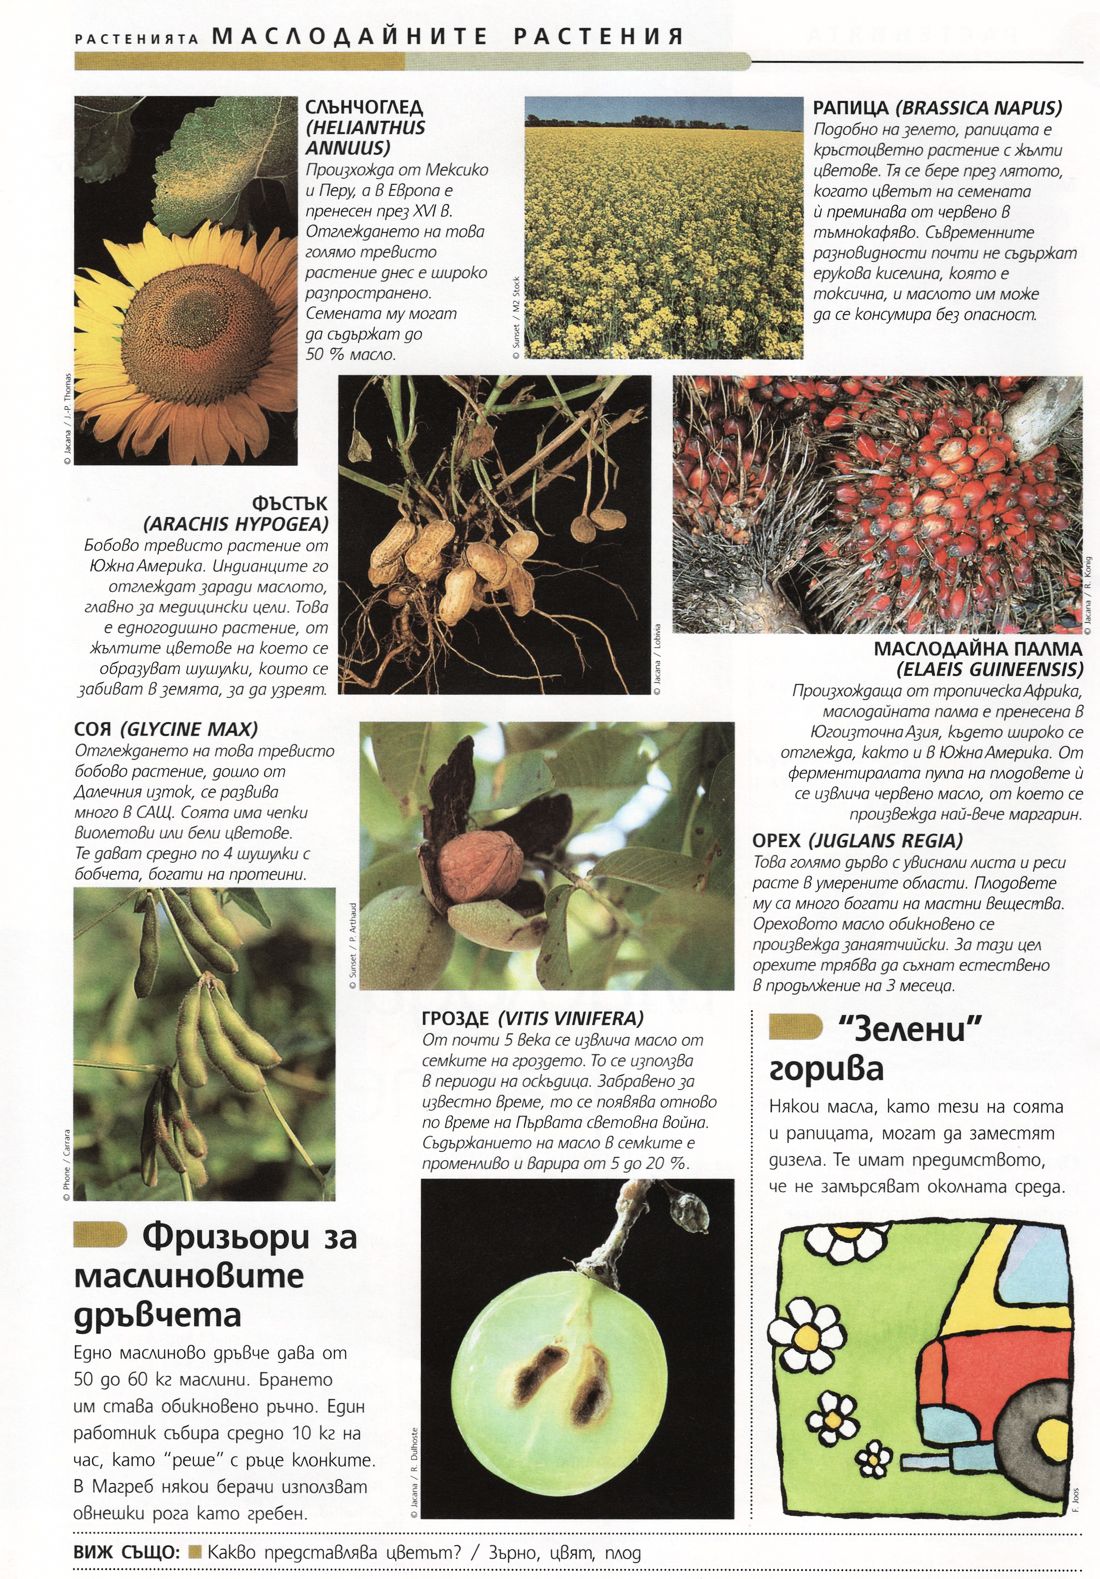 РАСТЕНИЯТА МАСЛОДАЙНИТЕ РАСТЕНИЯ
СЛЪНЧОГЛЕД
(HELIANTHUS
ANNUUS)
Произхожда от Мексико
и Перу, а в Европа е
пренесен през XVI в.
Отглеждането на това
голямо тревисто
растение днес е широко
разпространено.
Семената му могат
да съдържат до
50 % масло.
© Jacana / J.-P. Thomas
РАПИЦА (BRASSICA NAPUS)
Подобно на зелето, рапицата е
кръстоцветно растение с жълти
цветове. Тя се бере през лятото,
когато цветът на семената
ѝ преминава от червено в
тъмнокафяво. Съвременните
разновидности почти не съдържат
ерукова киселина, която е
токсична, и маслото им може
да се консумира без опасност.
© Sunset / M2 Stock
ФЪСТЪК
(ARACHIS HYPOGEA)
Бобово тревисто растение от
Южна Америка. Индианците го
отглеждат заради маслото,
главно за медицински цели. Това
е едногодишно растение, от
жълтите цветове на което се
образуват шушулки, които се
забиват в земята, за да узреят.
© Jacana / Lobivia
© Jacana / R. Konig
МАСЛОДАЙНА ПАЛМА
(ELAEIS GUINEENSIS)
Произхождаща от тропическа Африка,
маслодайната палма е пренесена в
Югоизточна Азия, където широко се
отглежда, както и в Южна Америка. От
ферментиралата пулпа на плодовете ѝ
се извлича червено масло, от което се
произвежда най-вече маргарин.
СОЯ (GLYCINE MAX)
Отглеждането на това тревисто
бобово растение, дошло от
Далечния изток, се развива
много в САЩ. Соята има чепки
виолетови или бели цветове.
Те дават средно по 4 шушулки с
бобчета, богати на протеини.
© Phone / Carrara
© Sunset / P. Arthaud
ОРЕХ (JUGLANS REGIA)
Това голямо дърво с увиснали листа и реси
расте в умерените области. Плодовете
му са много богати на мастни вещества.
Ореховото масло обикновено се
произвежда занаятчийски. За тази цел
орехите трябва да съхнат естествено
в продължение на 3 месеца.
ГРОЗДЕ (VITIS VINIFERA)
От почти 5 века се извлича масло от
семките на гроздето. То се използва
в периоди на оскъдица. Забравено за
известно време, то се появява отново
по време на Първата световна война.
Съдържанието на масло в семките е
променливо и варира от 5 до 20 %.
© Jacana / R. Dulhoste
“Зелени”
горива
Някои масла, като тези на соята
и рапицата, могат да заместят
дизела. Те имат предимството,
че не замърсяват околната среда.
F. Joos
Фризьори за
маслиновите
дръвчета
Едно маслиново дръвче дава от
50 до 60 кг маслини. Брането
им става обикновено ръчно. Един
работник събира средно 10 кг на
час, като “реше” с ръце клонките.
В Магреб някои берачи използват
овнешки рога като гребен.
ВИЖ СЪЩО: Какво представлява цветът? / Зърно, цвят, плод